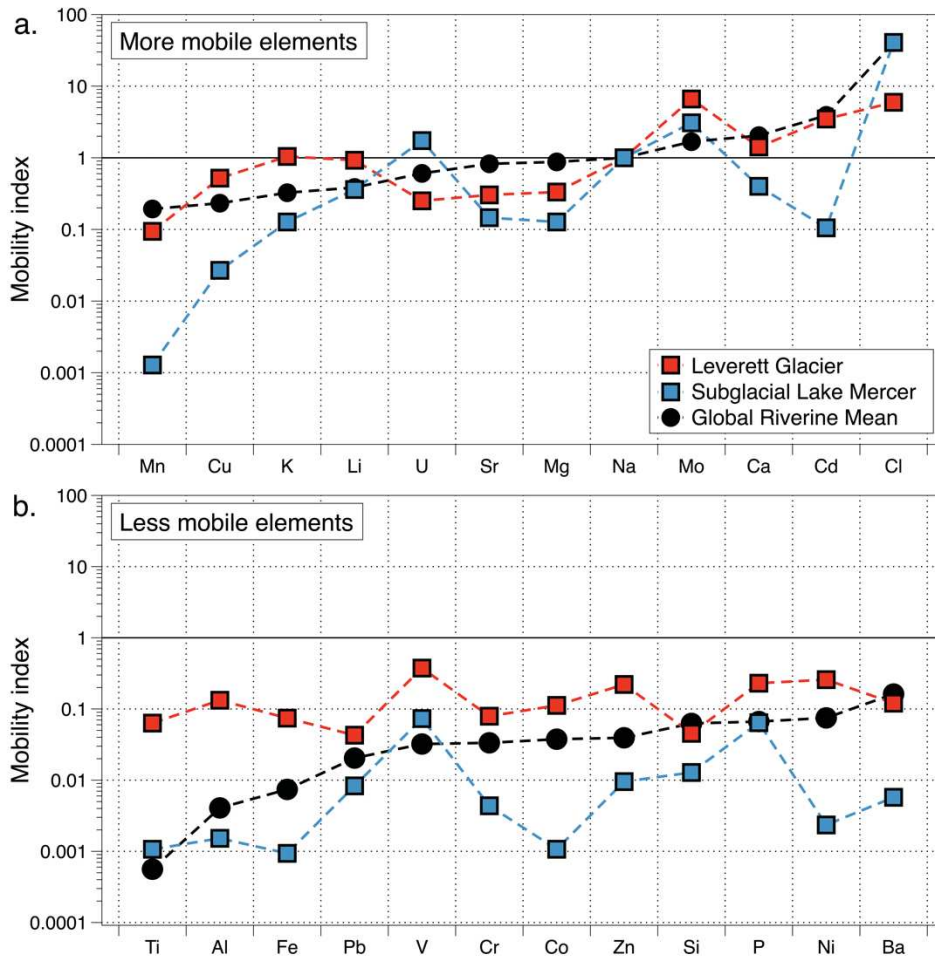 a.
More mobile elements
100
10
1
0.1
0.01
0.001
0.0001
Mobility index
Leverett Glacier
Subglacial Lake Mercer
Global Riverine Mean
Mn Cu K Li U Sr Mg Na Mo Ca Cd Cl
b.
Less mobile elements
100
10
1
0.1
0.01
0.001
0.0001
Mobility index
Ti Al Fe Pb V Cr Co Zn Si P Ni Ba